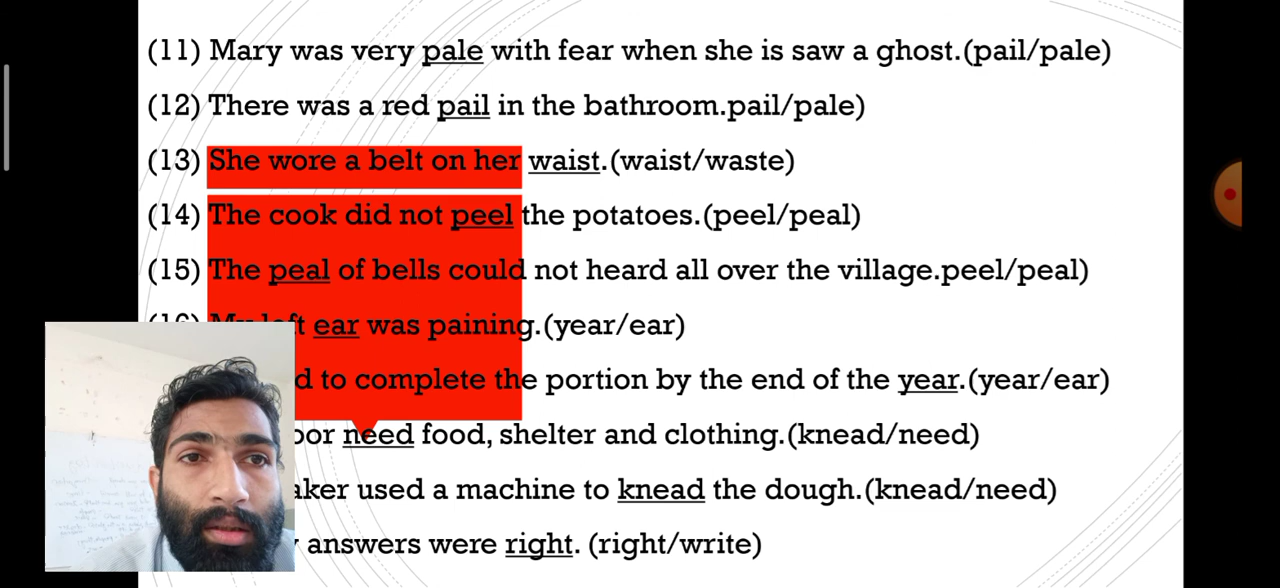 (11) Mary was very pale with fear when she is saw a ghost.(pail/pale)
(12) There was a red pail in the bathroom.pail/pale)
(13) She wore a belt on her waist.(waist/waste)
(14) The cook did not peel the potatoes.(peel/peal)
(15) The peal of bells could not heard all over the village.peel/peal)
(16) My left ear was paining.(year/ear)
to complete the portion by the end of the year.(year/ear)
need food, shelter and clothing.(knead/need)
used a machine to knead the dough.(knead/need)
answers were right. (right/write)